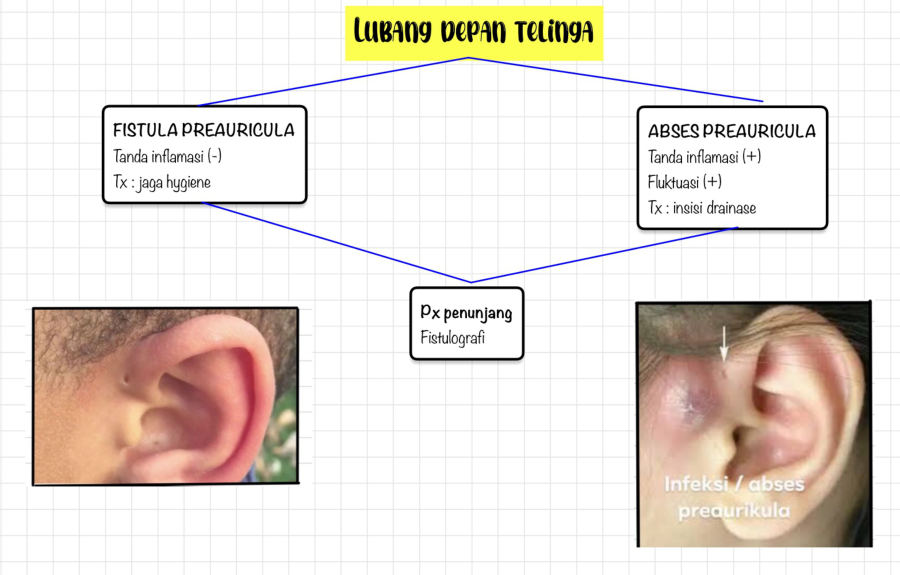 LUBANG DEPAN TELINGA
FISTULA PREAURICULA
Tanda inflamasi (-)
Tx : jaga hygiene
ABSES PREAURICULA
Tanda inflamasi (+)
Fluktuasi (+)
Tx : insisi drainase
Px penunjang
Fistulografi
Infeksi / abses
preaurikula